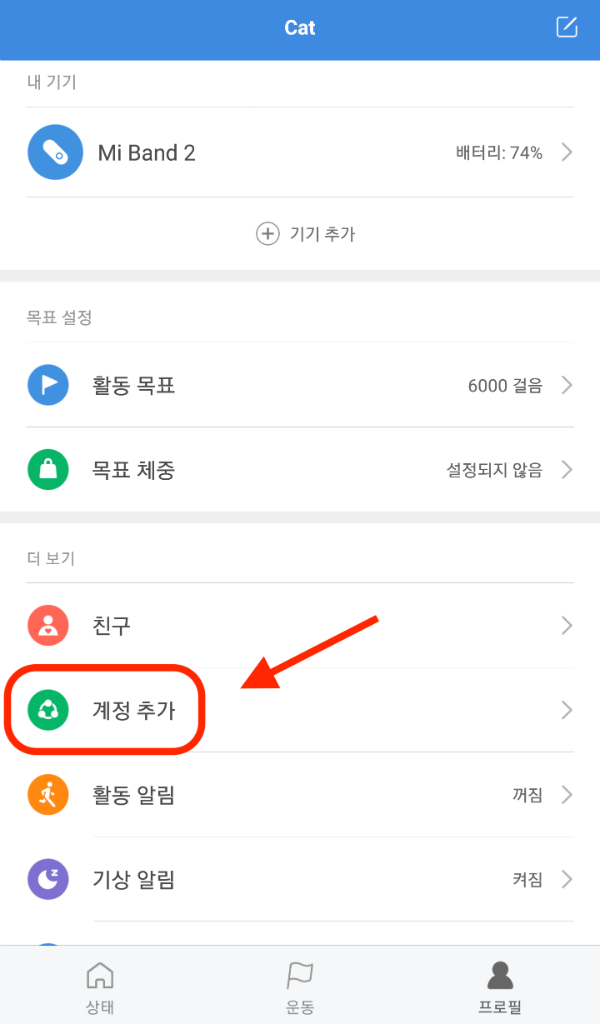 Cat
내 기기
Mi Band 2
배터리: 74%
기기 추가
목표 설정
활동 목표
6000 걸음
목표 체중
설정되지 않음
더 보기
친구
계정 추가
활동 알림
꺼짐
기상 알림
켜짐
상태
운동
프로필